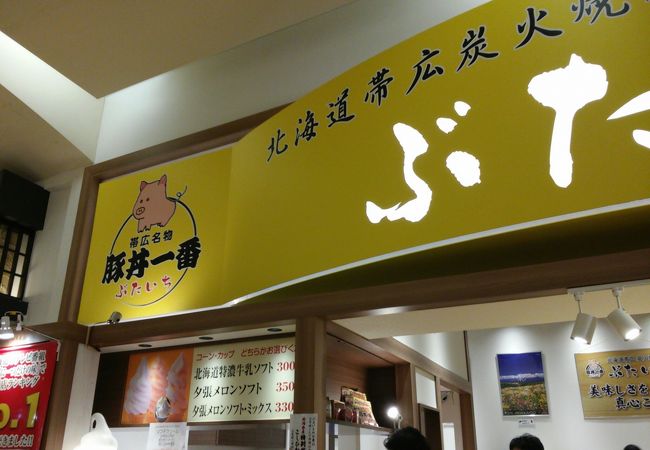 北海道帯広炭火焼
ぶた
帯広名物
豚丼一番
ぶたいち
コーン・カップ どちらかお選びく
北海道特濃牛乳ソフト 300
夕張メロンソフト 350
夕張メロンソフト・ミックス 330
ぶたい
美味しさを
真心こ
o.1